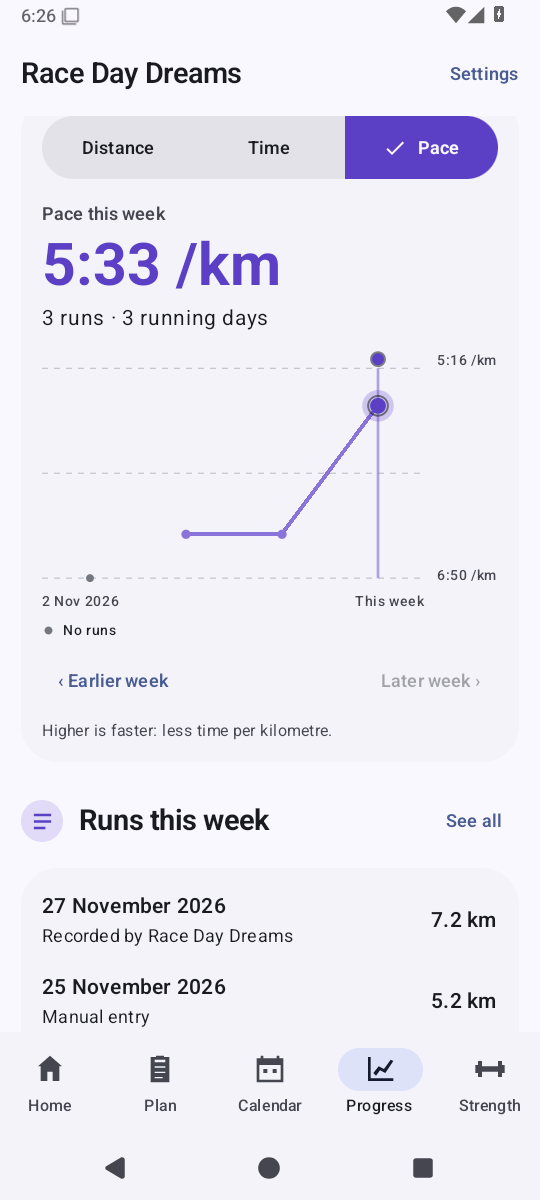 6:26
Race Day Dreams
Settings
Distance
Time
Pace
Pace this week
5:33 /km
3 runs · 3 running days
5:16 /km
6:50 /km
2 Nov 2026
This week
No runs
‹ Earlier week
Later week ›
Higher is faster: less time per kilometre.
Runs this week
See all
27 November 2026
7.2 km
Recorded by Race Day Dreams
25 November 2026
5.2 km
Manual entry
Home
Plan
Calendar
Progress
Strength